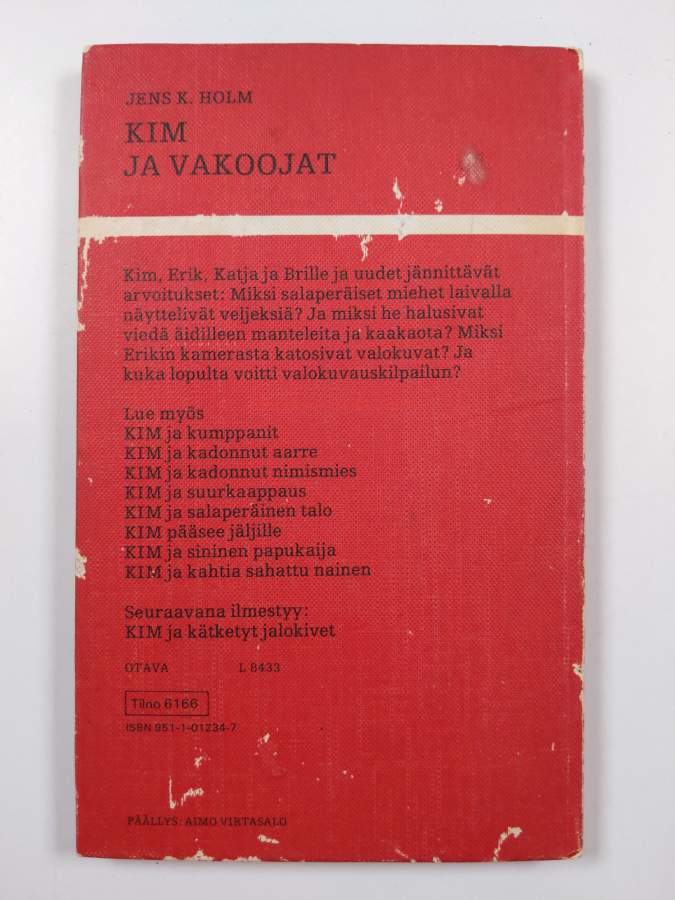 JENS K. HOLM
KIM
JA VAKOOJAT
Kim, Erik, Katja ja Brille ja uudet jännittävät
arvoitukset: Miksi salaperäiset miehet laivalla
näyttelivät veljeksiä? Ja miksi he halusivat
viedä äidilleen manteleita ja kaakaota? Miksi
Erikin kamerasta katosivat valokuvat? Ja
kuka lopulta voitti valokuvauskilpailun?
Lue myös
KIM ja kumppanit
KIM ja kadonnut aarre
KIM ja kadonnut nimismies
KIM ja suurkaappaus
KIM ja salaperäinen talo
KIM pääsee jäljille
KIM ja sininen papukaija
KIM ja kahtia sahattu nainen
Seuraavana ilmestyy:
KIM ja kätketyt jalokivet
OTAVA L 8433
Tilno 6166
ISBN 951-1-01234-7
PÄÄLLYS: AIMO VIRTASALO